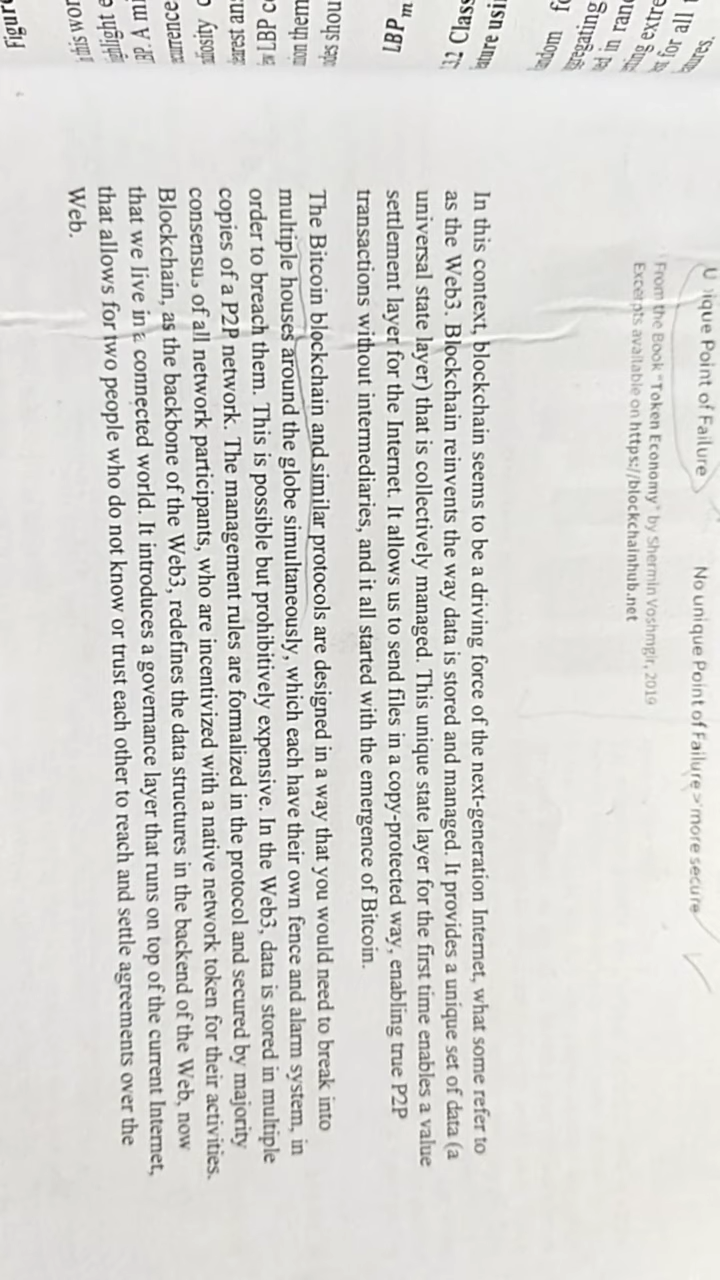 U ique Point of Failure
No unique Point of Failure > more secure
From the Book "Token Economy" by Shermin Voshmgir, 2019
Excerpts available on https://blockchainhub.net
In this context, blockchain seems to be a driving force of the next-generation Internet, what some refer to
as the Web3. Blockchain reinvents the way data is stored and managed. It provides a unique set of data (a
universal state layer) that is collectively managed. This unique state layer for the first time enables a value
settlement layer for the Internet. It allows us to send files in a copy-protected way, enabling true P2P
transactions without intermediaries, and it all started with the emergence of Bitcoin.
The Bitcoin blockchain and similar protocols are designed in a way that you would need to break into
multiple houses around the globe simultaneously, which each have their own fence and alarm system, in
order to breach them. This is possible but prohibitively expensive. In the Web3, data is stored in multiple
copies of a P2P network. The management rules are formalized in the protocol and secured by majority
consensus of all network participants, who are incentivized with a native network token for their activities.
Blockchain, as the backbone of the Web3, redefines the data structures in the backend of the Web, now
that we live in a connected world. It introduces a governance layer that runs on top of the current Internet,
that allows for two people who do not know or trust each other to reach and settle agreements over the
Web.
for all
LBP m